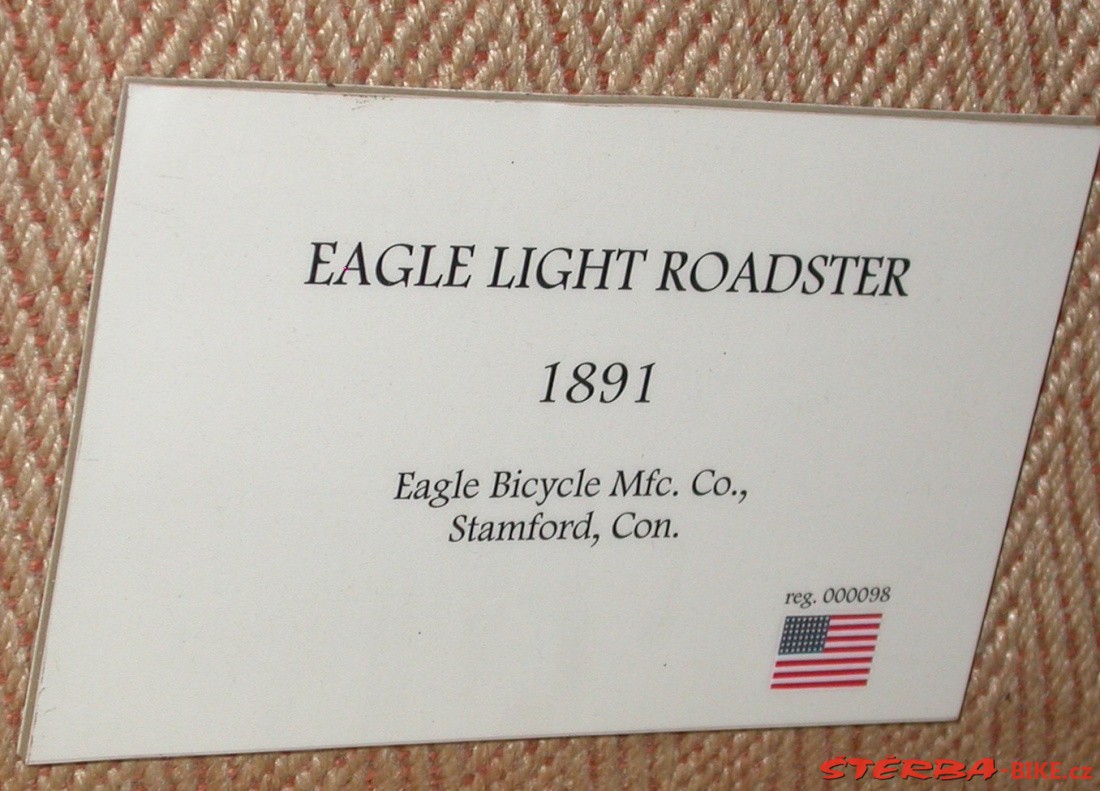 EAGLE LIGHT ROADSTER
1891
Eagle Bicycle Mfc. Co.,
Stamford, Con.
reg. 000098
ŠTĚRBA-BIKE.cz